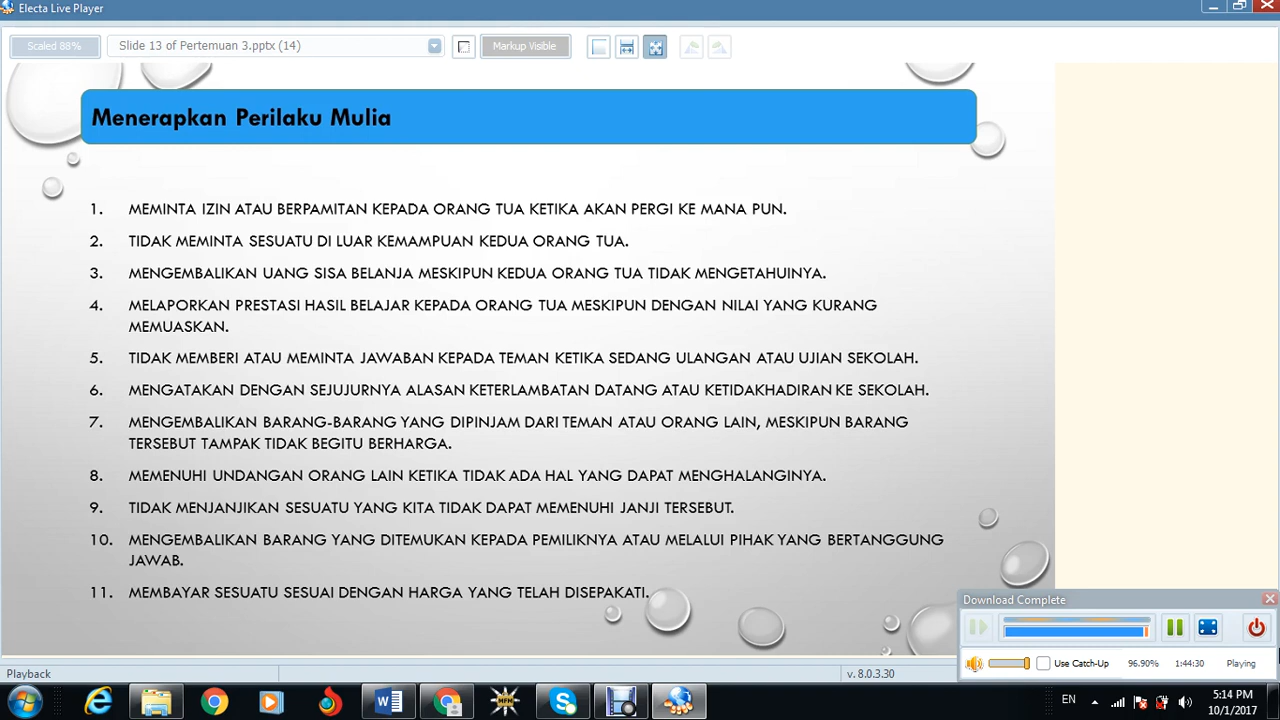 Electa Live Player
Scaled 88%
Slide 13 of Pertemuan 3.pptx (14)
Markup Visible
Menerapkan Perilaku Mulia
1. MEMINTA IZIN ATAU BERPAMITAN KEPADA ORANG TUA KETIKA AKAN PERGI KE MANA PUN.
2. TIDAK MEMINTA SESUATU DI LUAR KEMAMPUAN KEDUA ORANG TUA.
3. MENGEMBALIKAN UANG SISA BELANJA MESKIPUN KEDUA ORANG TUA TIDAK MENGETAHUINYA.
4. MELAPORKAN PRESTASI HASIL BELAJAR KEPADA ORANG TUA MESKIPUN DENGAN NILAI YANG KURANG
MEMUASKAN.
5. TIDAK MEMBERI ATAU MEMINTA JAWABAN KEPADA TEMAN KETIKA SEDANG ULANGAN ATAU UJIAN SEKOLAH.
6. MENGATAKAN DENGAN SEJUJURNYA ALASAN KETERLAMBATAN DATANG ATAU KETIDAKHADIRAN KE SEKOLAH.
7. MENGEMBALIKAN BARANG-BARANG YANG DIPINJAM DARI TEMAN ATAU ORANG LAIN, MESKIPUN BARANG
TERSEBUT TAMPAK TIDAK BEGITU BERHARGA.
8. MEMENUHI UNDANGAN ORANG LAIN KETIKA TIDAK ADA HAL YANG DAPAT MENGHALANGINYA.
9. TIDAK MENJANJIKAN SESUATU YANG KITA TIDAK DAPAT MEMENUHI JANJI TERSEBUT.
10. MENGEMBALIKAN BARANG YANG DITEMUKAN KEPADA PEMILIKNYA ATAU MELALUI PIHAK YANG BERTANGGUNG
JAWAB.
11. MEMBAYAR SESUATU SESUAI DENGAN HARGA YANG TELAH DISEPAKATI.
Download Complete
Use Catch-Up 96.90% 1:44:30 Playing
Playback v. 8.0.3.30
EN 5:14 PM
10/1/2017